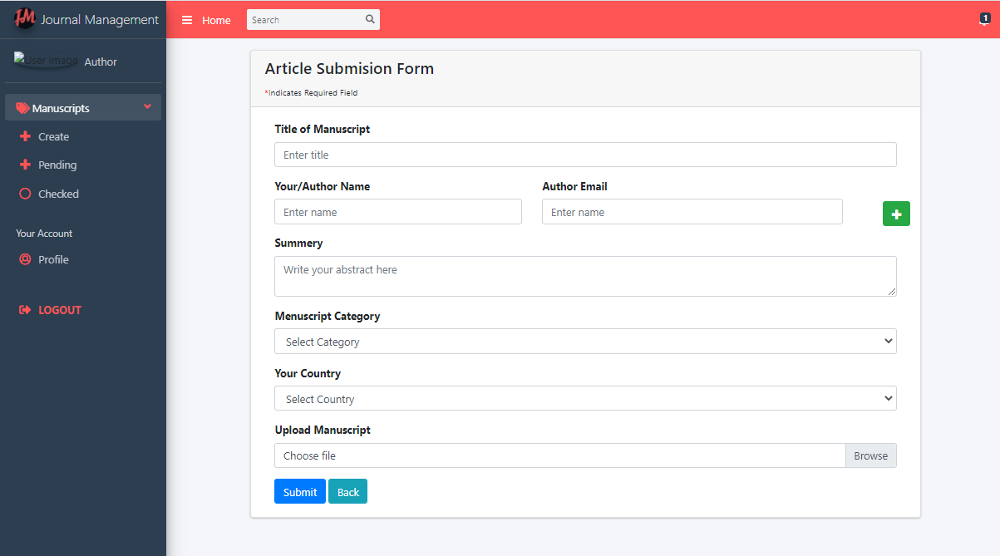 JM Journal Management
Home
Search
1
User Image
Author
Manuscripts
Create
Pending
Checked
Your Account
Profile
LOGOUT
Article Submision Form
*Indicates Required Field
Title of Manuscript
Enter title
Your/Author Name Author Email
Enter name Enter name
Summery
Write your abstract here
Menuscript Category
Select Category
Your Country
Select Country
Upload Manuscript
Choose file Browse
Submit Back